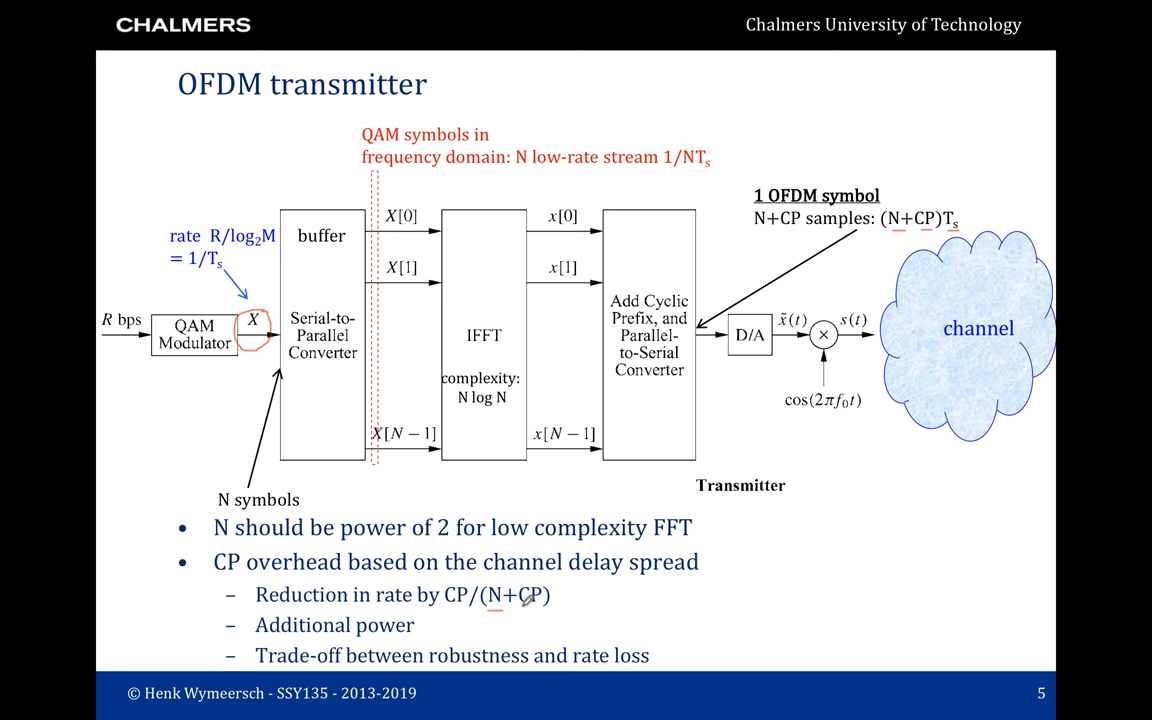 CHALMERS
Chalmers University of Technology
OFDM transmitter
QAM symbols in
frequency domain: N low-rate stream 1/NTₛ
1 OFDM symbol
N+CP samples: (N+CP)Tₛ
rate R/log₂M
= 1/Tₛ
buffer
X[0]
x[0]
X[1]
x[1]
R bps
QAM
Modulator
X
Serial-to-
Parallel
Converter
IFFT
complexity:
N log N
Add Cyclic
Prefix, and
Parallel-
to-Serial
Converter
D/A
x̃(t)
×
s(t)
channel
cos(2πf₀t)
X[N − 1]
x[N − 1]
Transmitter
N symbols
• N should be power of 2 for low complexity FFT
• CP overhead based on the channel delay spread
– Reduction in rate by CP/(N+CP)
– Additional power
– Trade-off between robustness and rate loss
© Henk Wymeersch - SSY135 - 2013-2019
5